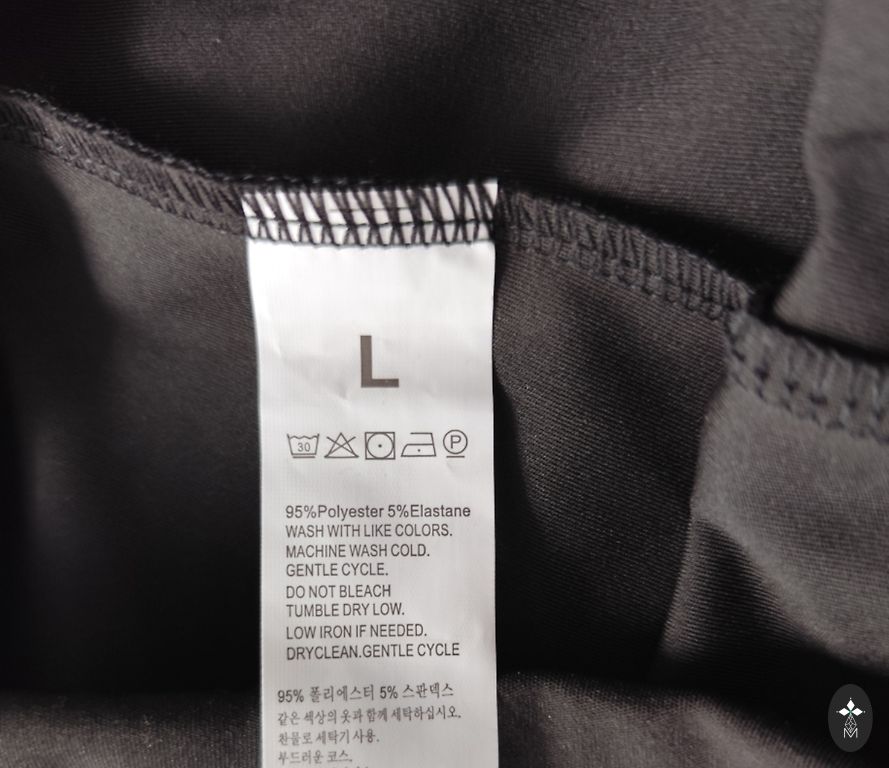 L
30 P
95%Polyester 5%Elastane
WASH WITH LIKE COLORS.
MACHINE WASH COLD.
GENTLE CYCLE.
DO NOT BLEACH
TUMBLE DRY LOW.
LOW IRON IF NEEDED.
DRYCLEAN.GENTLE CYCLE
95% 폴리에스터 5% 스판덱스
같은 색상의 옷과 함께 세탁하십시오.
찬물로 세탁기 사용.
부드러운 코스.